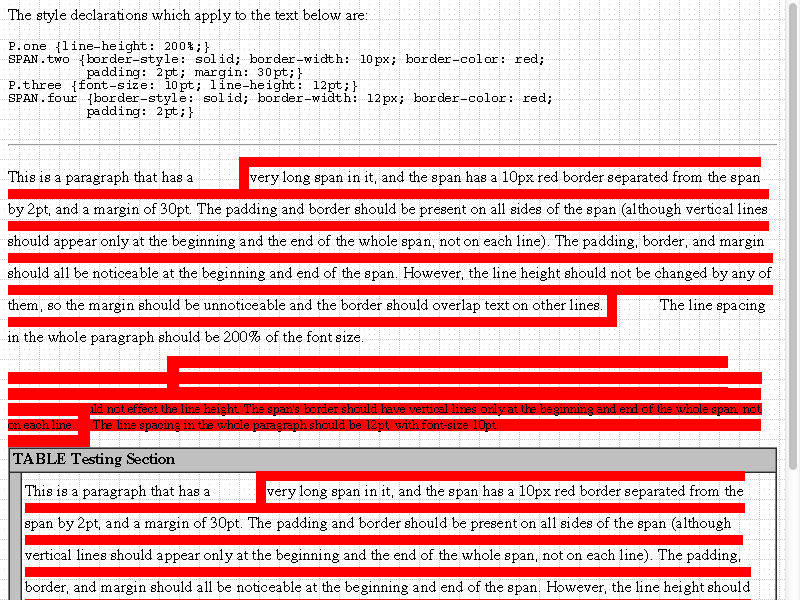 The style declarations which apply to the text below are:
P.one {line-height: 200%;}
SPAN.two {border-style: solid; border-width: 10px; border-color: red;
padding: 2pt; margin: 30pt;}
P.three {font-size: 10pt; line-height: 12pt;}
SPAN.four {border-style: solid; border-width: 12px; border-color: red;
padding: 2pt;}
This is a paragraph that has a very long span in it, and the span has a 10px red border separated from the span
by 2pt, and a margin of 30pt. The padding and border should be present on all sides of the span (although vertical lines
should appear only at the beginning and the end of the whole span, not on each line). The padding, border, and margin
should all be noticeable at the beginning and end of the span. However, the line height should not be changed by any of
them, so the margin should be unnoticeable and the border should overlap text on other lines. The line spacing
in the whole paragraph should be 200% of the font size.
uld not effect the line height. The span's border should have vertical lines only at the beginning and end of the whole span, not
on each line. The line spacing in the whole paragraph should be 12pt, with font-size 10pt.
TABLE Testing Section
This is a paragraph that has a very long span in it, and the span has a 10px red border separated from the
span by 2pt, and a margin of 30pt. The padding and border should be present on all sides of the span (although
vertical lines should appear only at the beginning and the end of the whole span, not on each line). The padding,
border, and margin should all be noticeable at the beginning and end of the span. However, the line height should